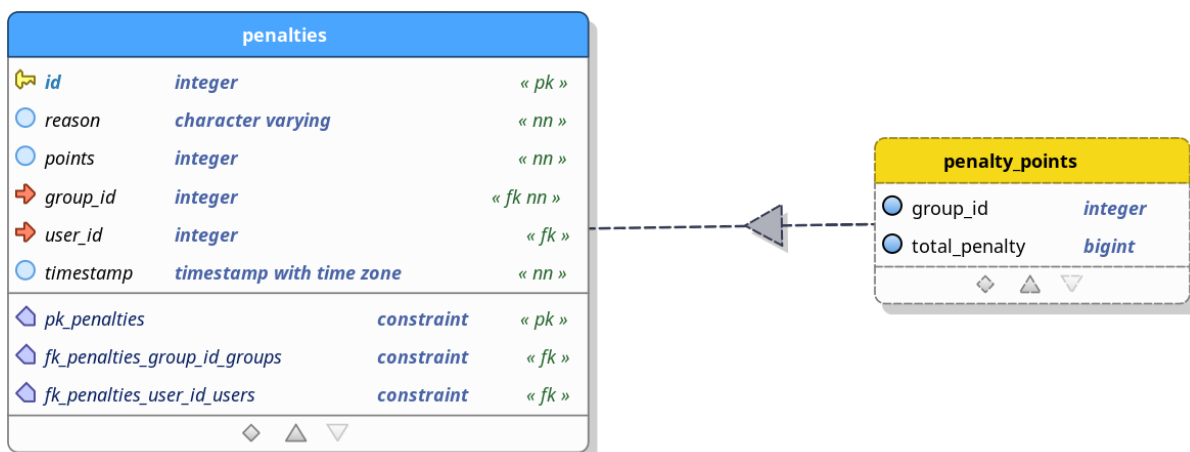 penalties
id integer « pk »
reason character varying « nn »
points integer « nn »
group_id integer « fk nn »
user_id integer « fk »
timestamp timestamp with time zone « nn »
pk_penalties constraint « pk »
fk_penalties_group_id_groups constraint « fk »
fk_penalties_user_id_users constraint « fk »
penalty_points
group_id integer
total_penalty bigint